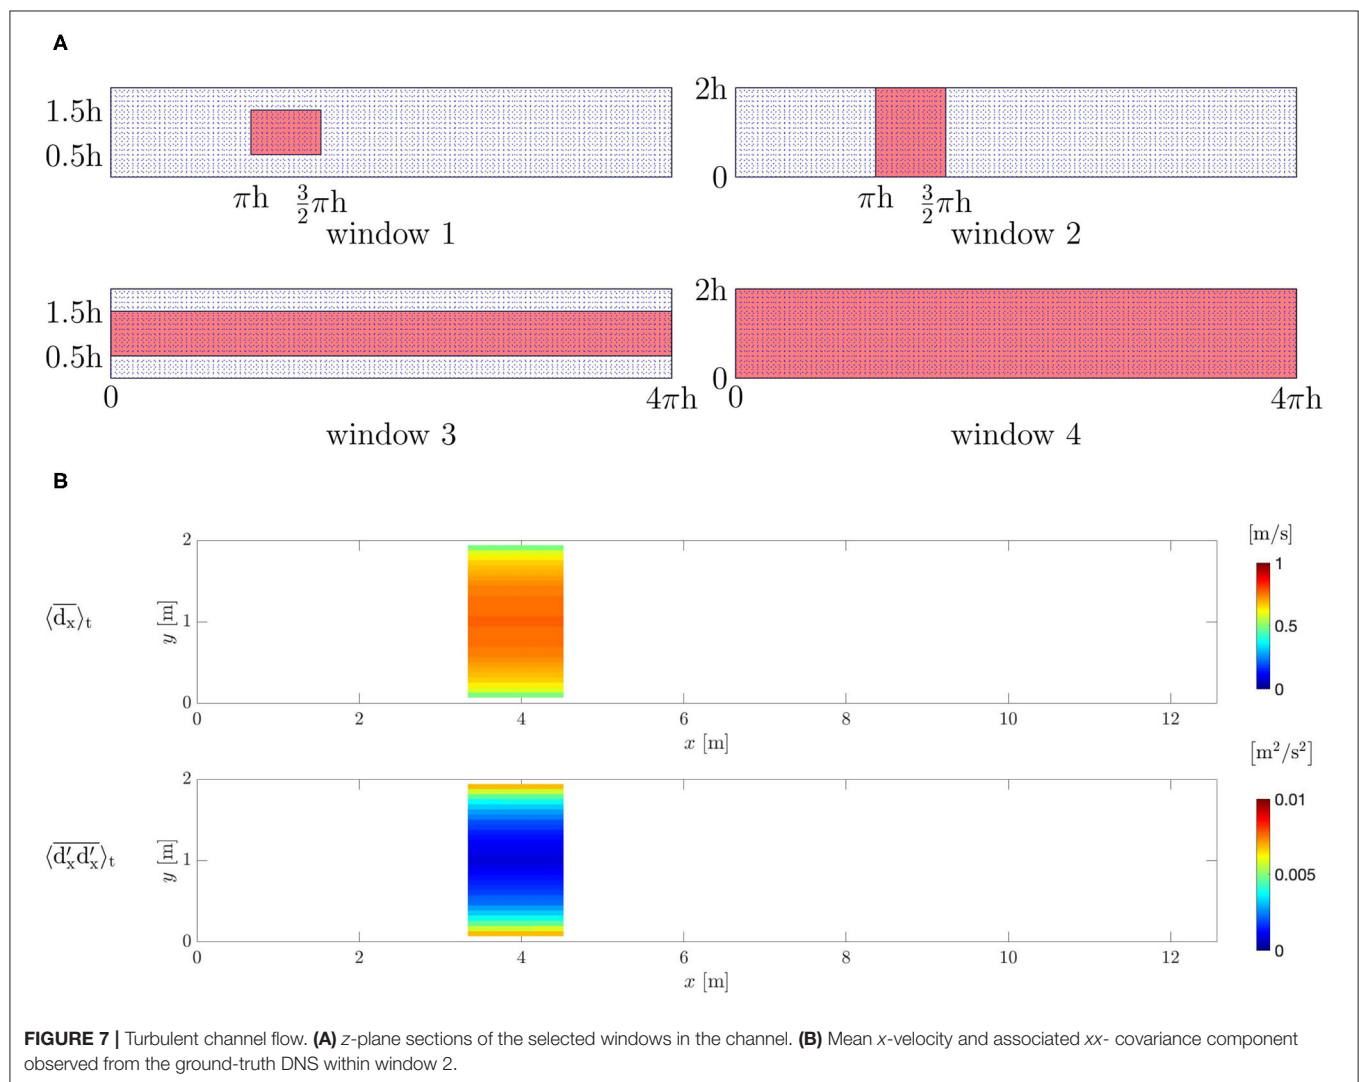 A
1.5h
0.5h
πh 3/2πh
window 1
2h
0
πh 3/2πh
window 2
1.5h
0.5h
0 4πh
window 3
2h
0
0 4πh
window 4
B
⟨d̅ₓ⟩ₜ
y [m]
2
1
0
0 2 4 6 8 10 12
x [m]
[m/s]
1
0.5
0
⟨d′ₓd′ₓ⟩ₜ
y [m]
2
1
0
0 2 4 6 8 10 12
x [m]
[m²/s²]
0.01
0.005
0
FIGURE 7 | Turbulent channel flow. (A) z-plane sections of the selected windows in the channel. (B) Mean x-velocity and associated xx- covariance component
observed from the ground-truth DNS within window 2.